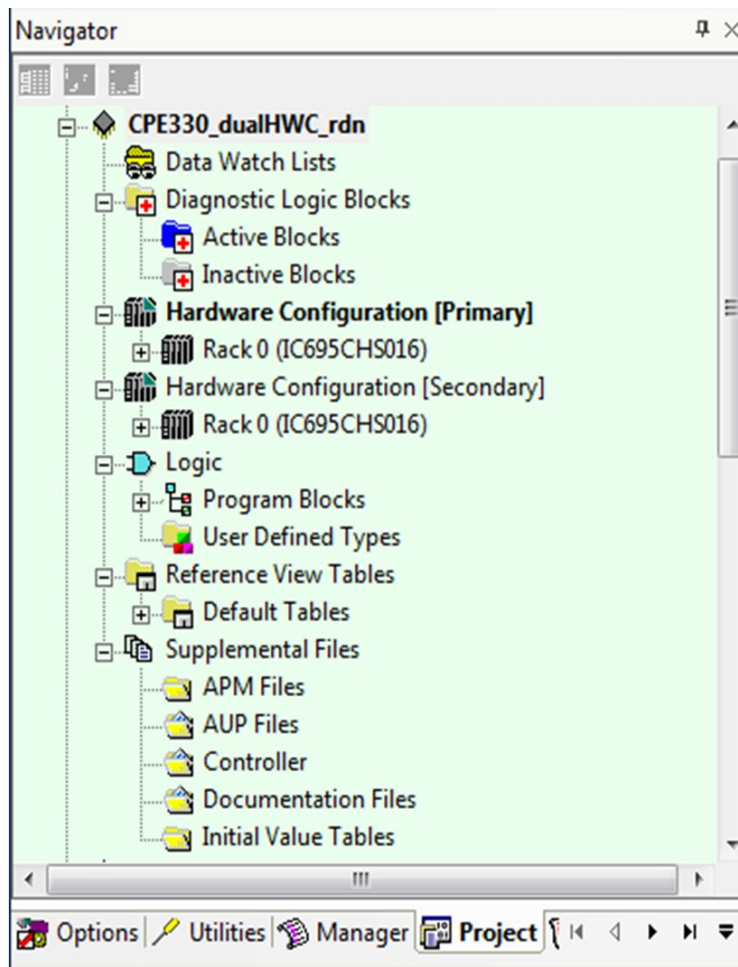 Navigator
CPE330_dualHWC_rdn
Data Watch Lists
Diagnostic Logic Blocks
Active Blocks
Inactive Blocks
Hardware Configuration [Primary]
Rack 0 (IC695CHS016)
Hardware Configuration [Secondary]
Rack 0 (IC695CHS016)
Logic
Program Blocks
User Defined Types
Reference View Tables
Default Tables
Supplemental Files
APM Files
AUP Files
Controller
Documentation Files
Initial Value Tables
Options Utilities Manager Project